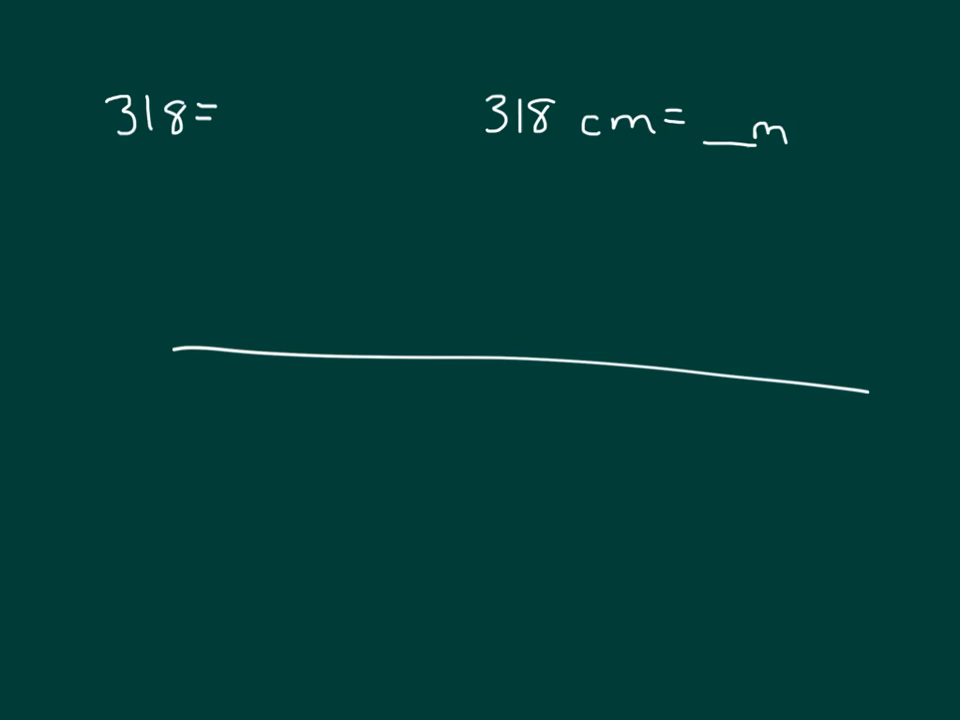 318= 318 cm = __m